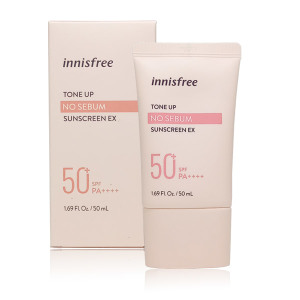 innisfree
TONE UP
NO SEBUM
SUNSCREEN EX
50+ SPF
PA++++
1.69 Fl. Oz. / 50 mL
innisfree
TONE UP
NO SEBUM
SUNSCREEN EX
50+ SPF
PA++++
1.69 Fl. Oz. / 50 mL